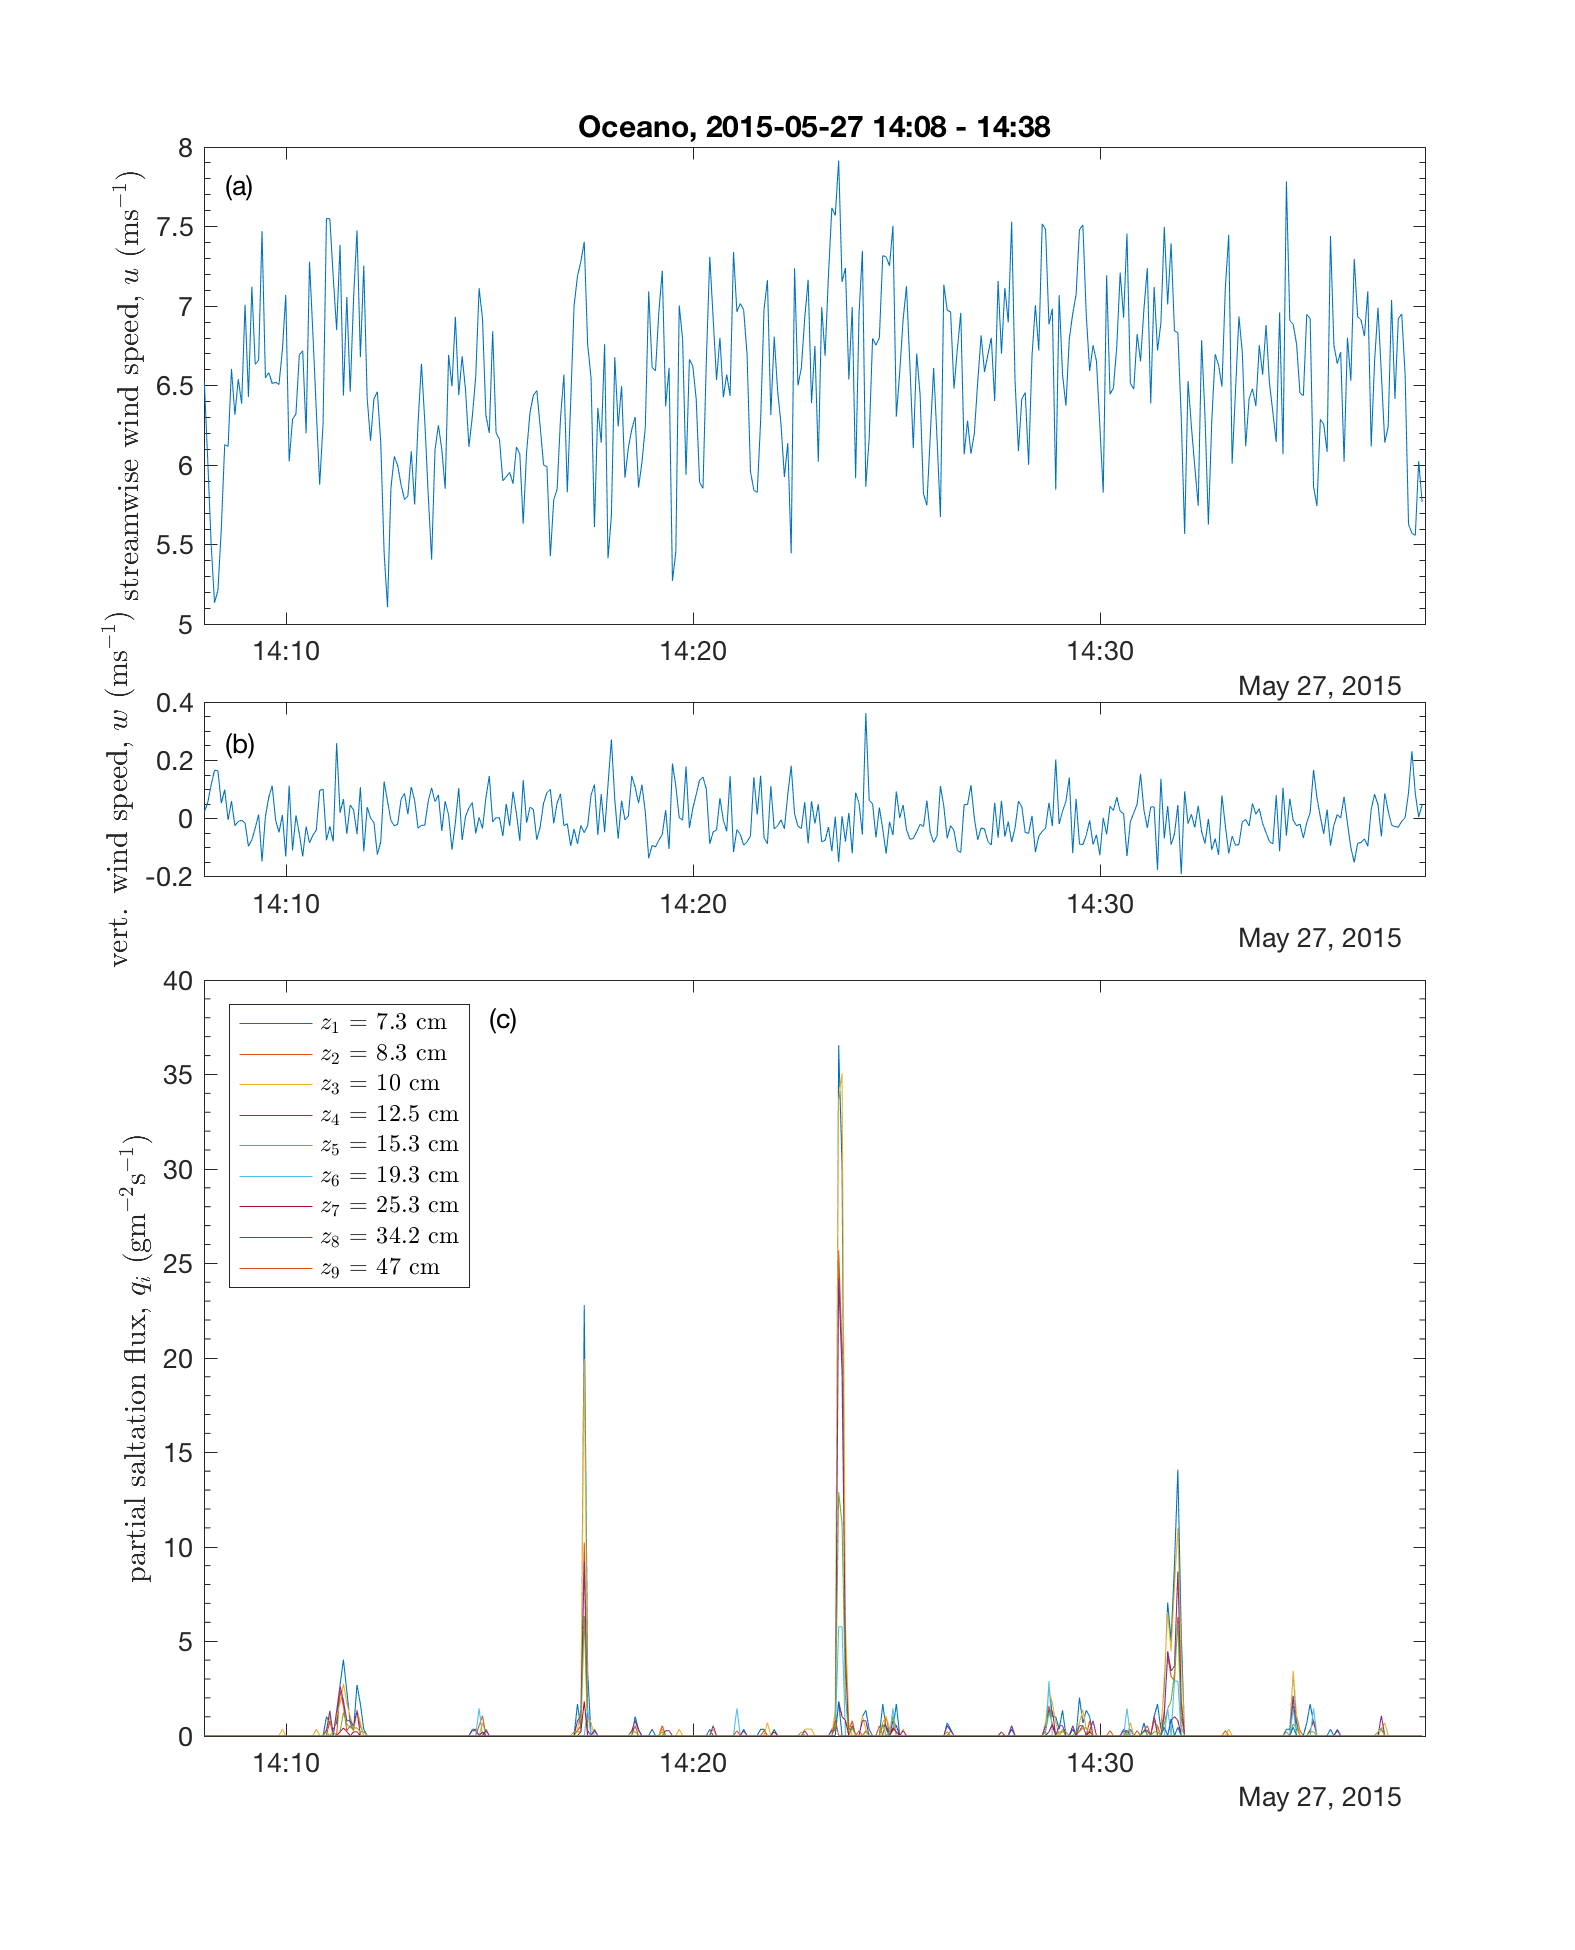 Oceano, 2015-05-27 14:08 - 14:38
(a)
streamwise wind speed, u (ms⁻¹)
8
7.5
7
6.5
6
5.5
5
14:10 14:20 14:30
May 27, 2015
(b)
vert. wind speed, w (ms⁻¹)
0.4
0.2
0
-0.2
14:10 14:20 14:30
May 27, 2015
(c)
partial saltation flux, qᵢ (gm⁻²s⁻¹)
40
35
30
25
20
15
10
5
0
z₁ = 7.3 cm
z₂ = 8.3 cm
z₃ = 10 cm
z₄ = 12.5 cm
z₅ = 15.3 cm
z₆ = 19.3 cm
z₇ = 25.3 cm
z₈ = 34.2 cm
z₉ = 47 cm
14:10 14:20 14:30
May 27, 2015